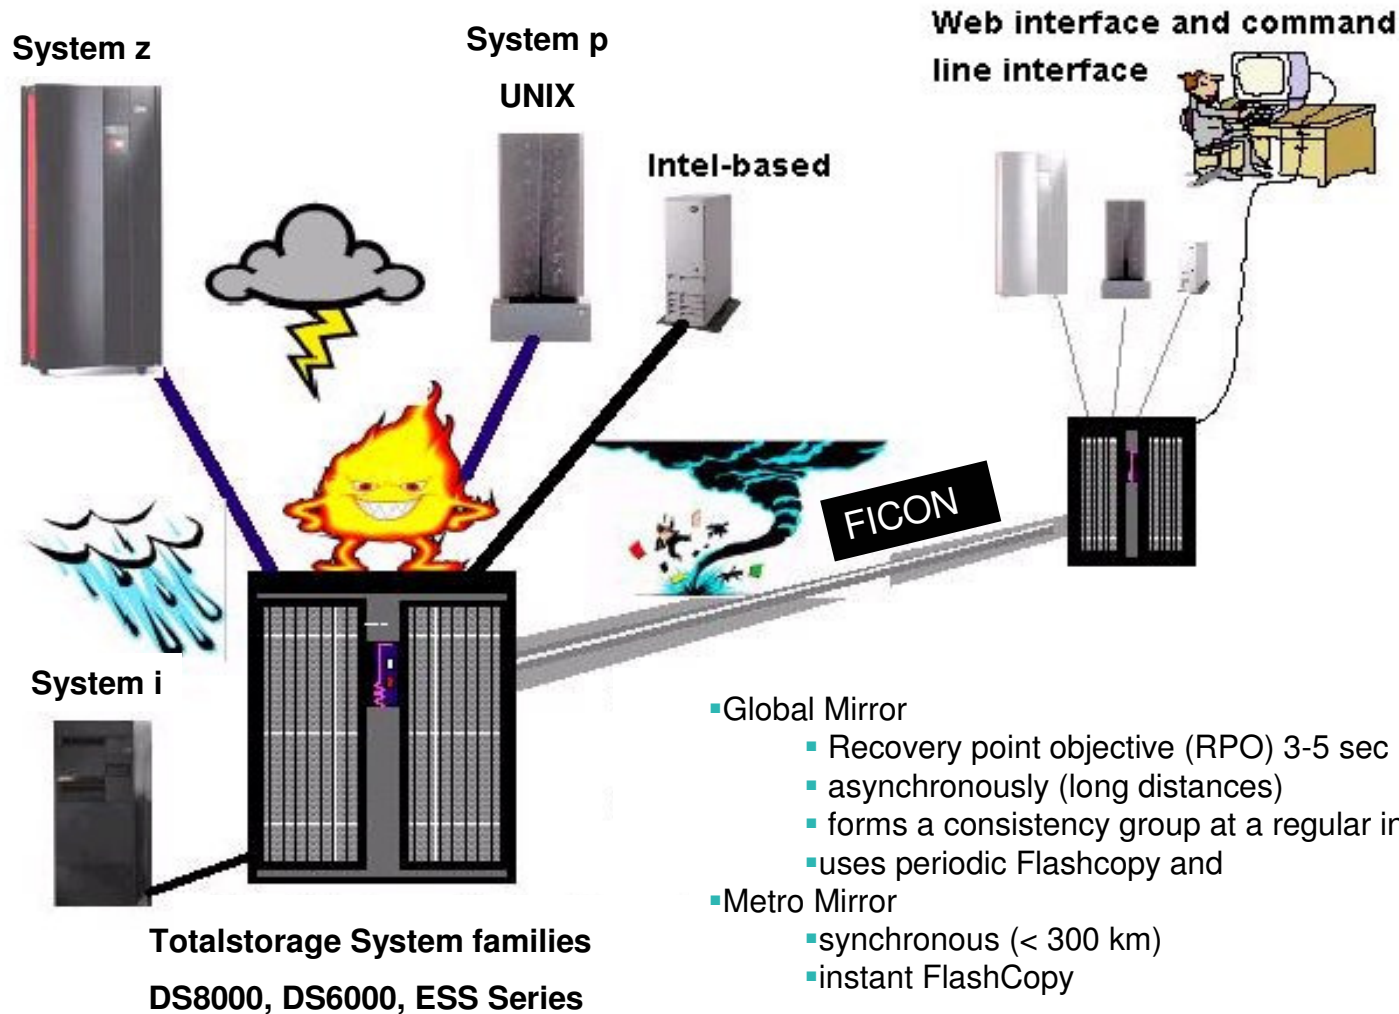 System z
System p
UNIX
Intel-based
Web interface and command
line interface
FICON
System i
Totalstorage System families
DS8000, DS6000, ESS Series
▪Global Mirror
▪ Recovery point objective (RPO) 3-5 sec
▪ asynchronously (long distances)
▪ forms a consistency group at a regular in
▪uses periodic Flashcopy and
▪Metro Mirror
▪synchronous (< 300 km)
▪instant FlashCopy